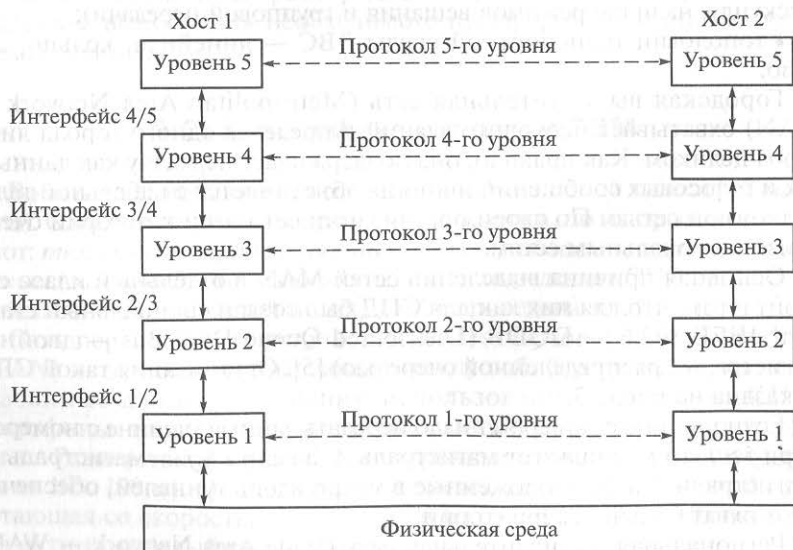 Хост 1 Хост 2
Уровень 5 Протокол 5-го уровня Уровень 5
Интерфейс 4/5
Уровень 4 Протокол 4-го уровня Уровень 4
Интерфейс 3/4
Уровень 3 Протокол 3-го уровня Уровень 3
Интерфейс 2/3
Уровень 2 Протокол 2-го уровня Уровень 2
Интерфейс 1/2
Уровень 1 Протокол 1-го уровня Уровень 1
Физическая среда